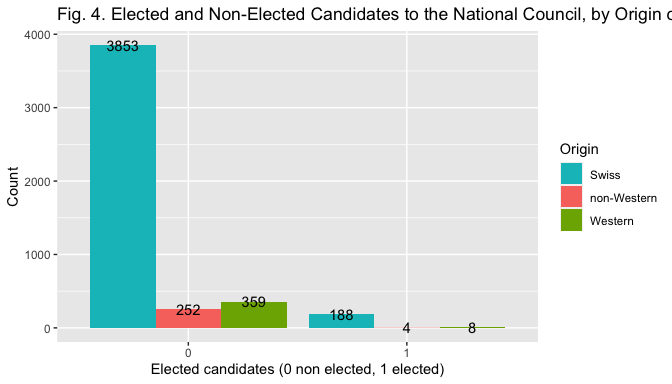 Fig. 4. Elected and Non-Elected Candidates to the National Council, by Origin
4000
3000
2000
1000
0
Count
3853
252
359
188
4
8
0
1
Elected candidates (0 non elected, 1 elected)
Origin
Swiss
non-Western
Western